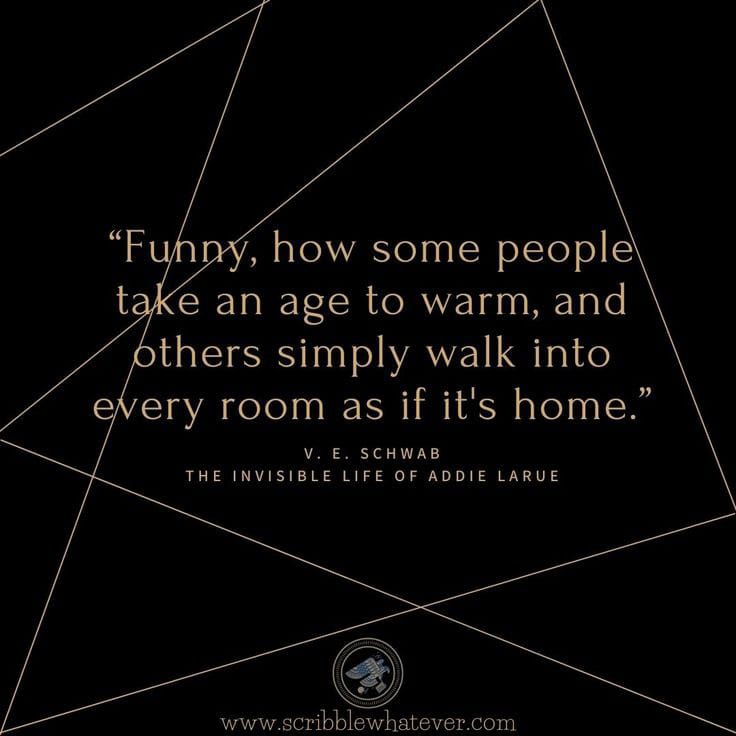 “Funny, how some people
take an age to warm, and
others simply walk into
every room as if it's home.”
V. E. SCHWAB
THE INVISIBLE LIFE OF ADDIE LARUE
www.scribblewhatever.com